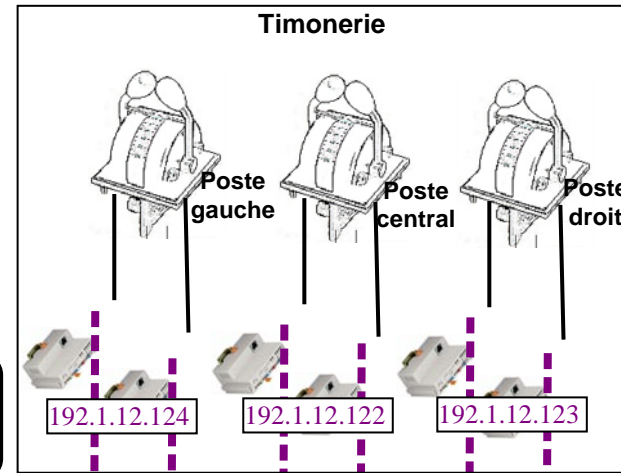 Timonerie
Poste
gauche
Poste
central
Poste
droit
192.1.12.124
192.1.12.122
192.1.12.123